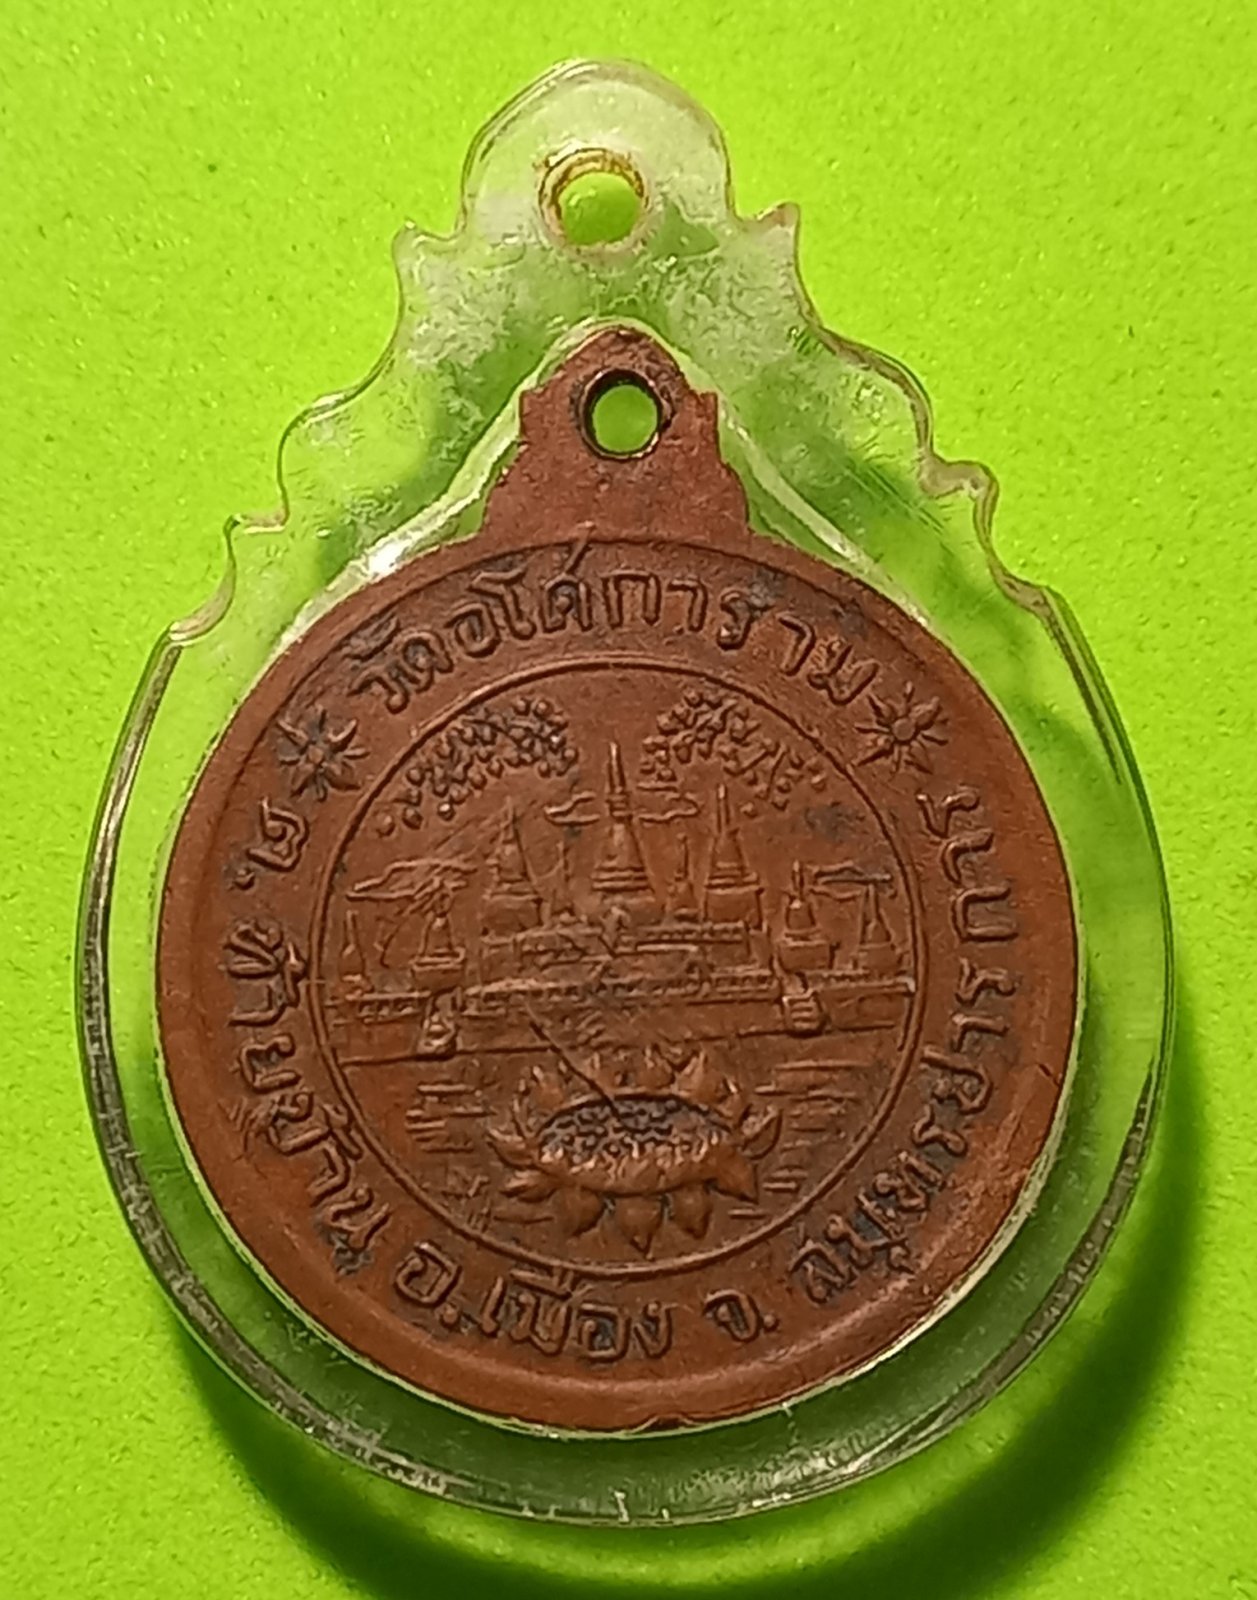 วัดอโศการาม
ต. ท้ายบ้าน อ.เมือง จ. สมุทรปราการ